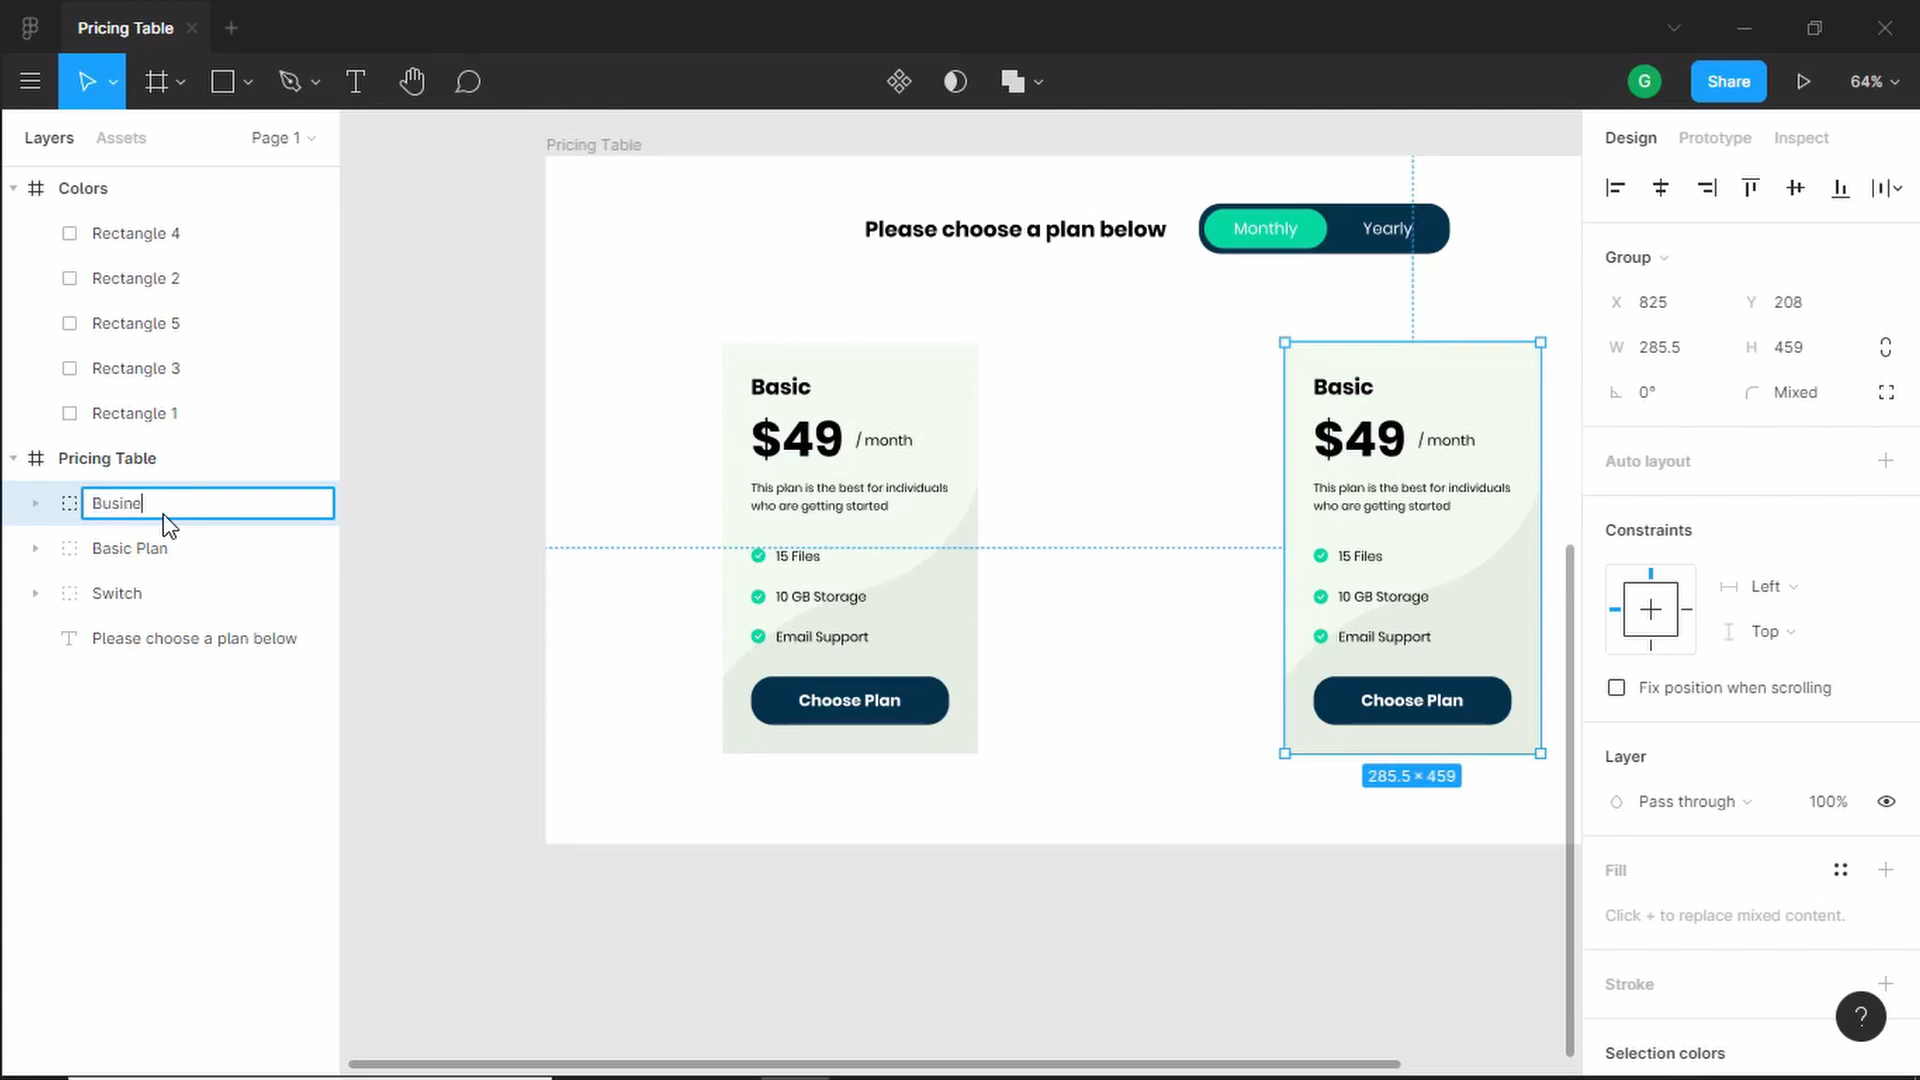 Pricing Table
G
Share
64%
Layers
Assets
Page 1
Colors
Rectangle 4
Rectangle 2
Rectangle 5
Rectangle 3
Rectangle 1
Pricing Table
Busine
Basic Plan
Switch
Please choose a plan below
Pricing Table
Please choose a plan below
Monthly
Yearly
Basic
$49 / month
This plan is the best for individuals
who are getting started
15 Files
10 GB Storage
Email Support
Choose Plan
Basic
$49 / month
This plan is the best for individuals
who are getting started
15 Files
10 GB Storage
Email Support
Choose Plan
285.5 × 459
Design
Prototype
Inspect
Group
X 825
Y 208
W 285.5
H 459
0°
Mixed
Auto layout
Constraints
Left
Top
Fix position when scrolling
Layer
Pass through
100%
Fill
Click + to replace mixed content.
Stroke
?
Selection colors